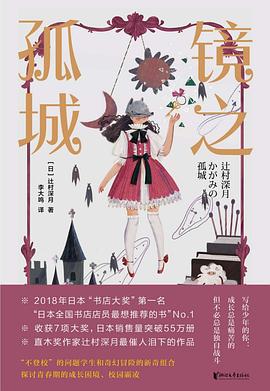 镜之
孤城
辻村深月
かがみの
孤城
[日] 辻村深月 著
李大鸣 译
写给少年的你:
成长总是痛苦的
但不必总是独自战斗
※ 2018年日本“书店大奖”第一名
“日本全国书店店员最想推荐的书”No.1
※ 收获7项大奖,日本销量突破55万册
※ 直木奖作家辻村深月最催人泪下的作品
“不登校”的问题学生和奇幻冒险的新奇组合
探讨青春期的成长困境、校园霸凌